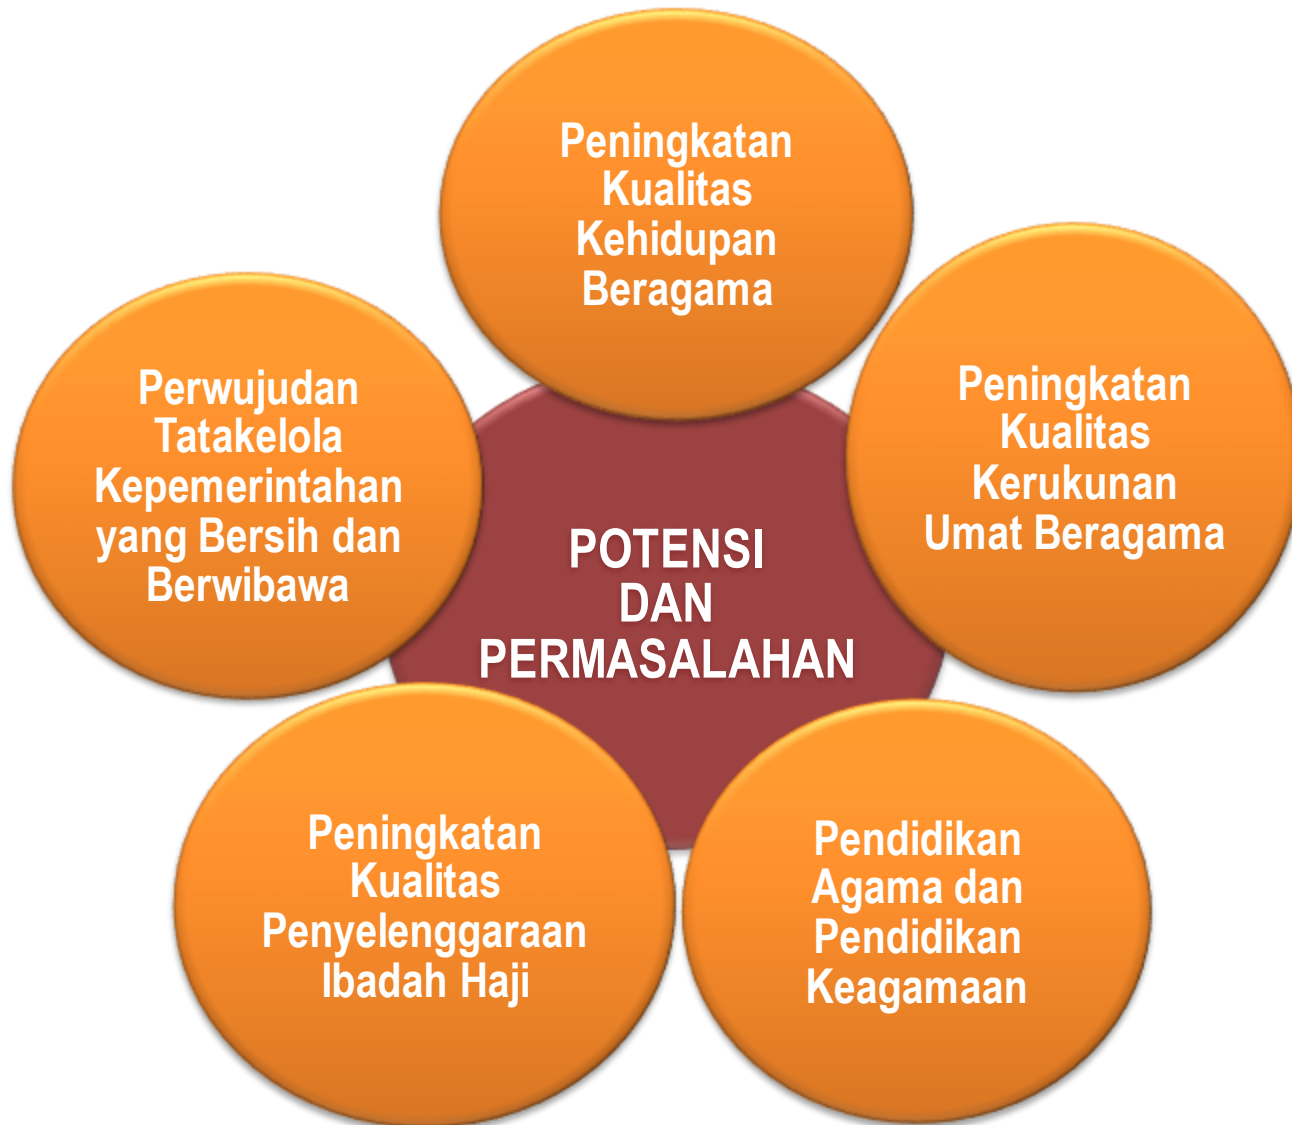 Peningkatan
Kualitas
Kehidupan
Beragama
Peningkatan
Kualitas
Kerukunan
Umat Beragama
Perwujudan
Tatakelola
Kepemerintahan
yang Bersih dan
Berwibawa
POTENSI
DAN
PERMASALAHAN
Peningkatan
Kualitas
Penyelenggaraan
Ibadah Haji
Pendidikan
Agama dan
Pendidikan
Keagamaan